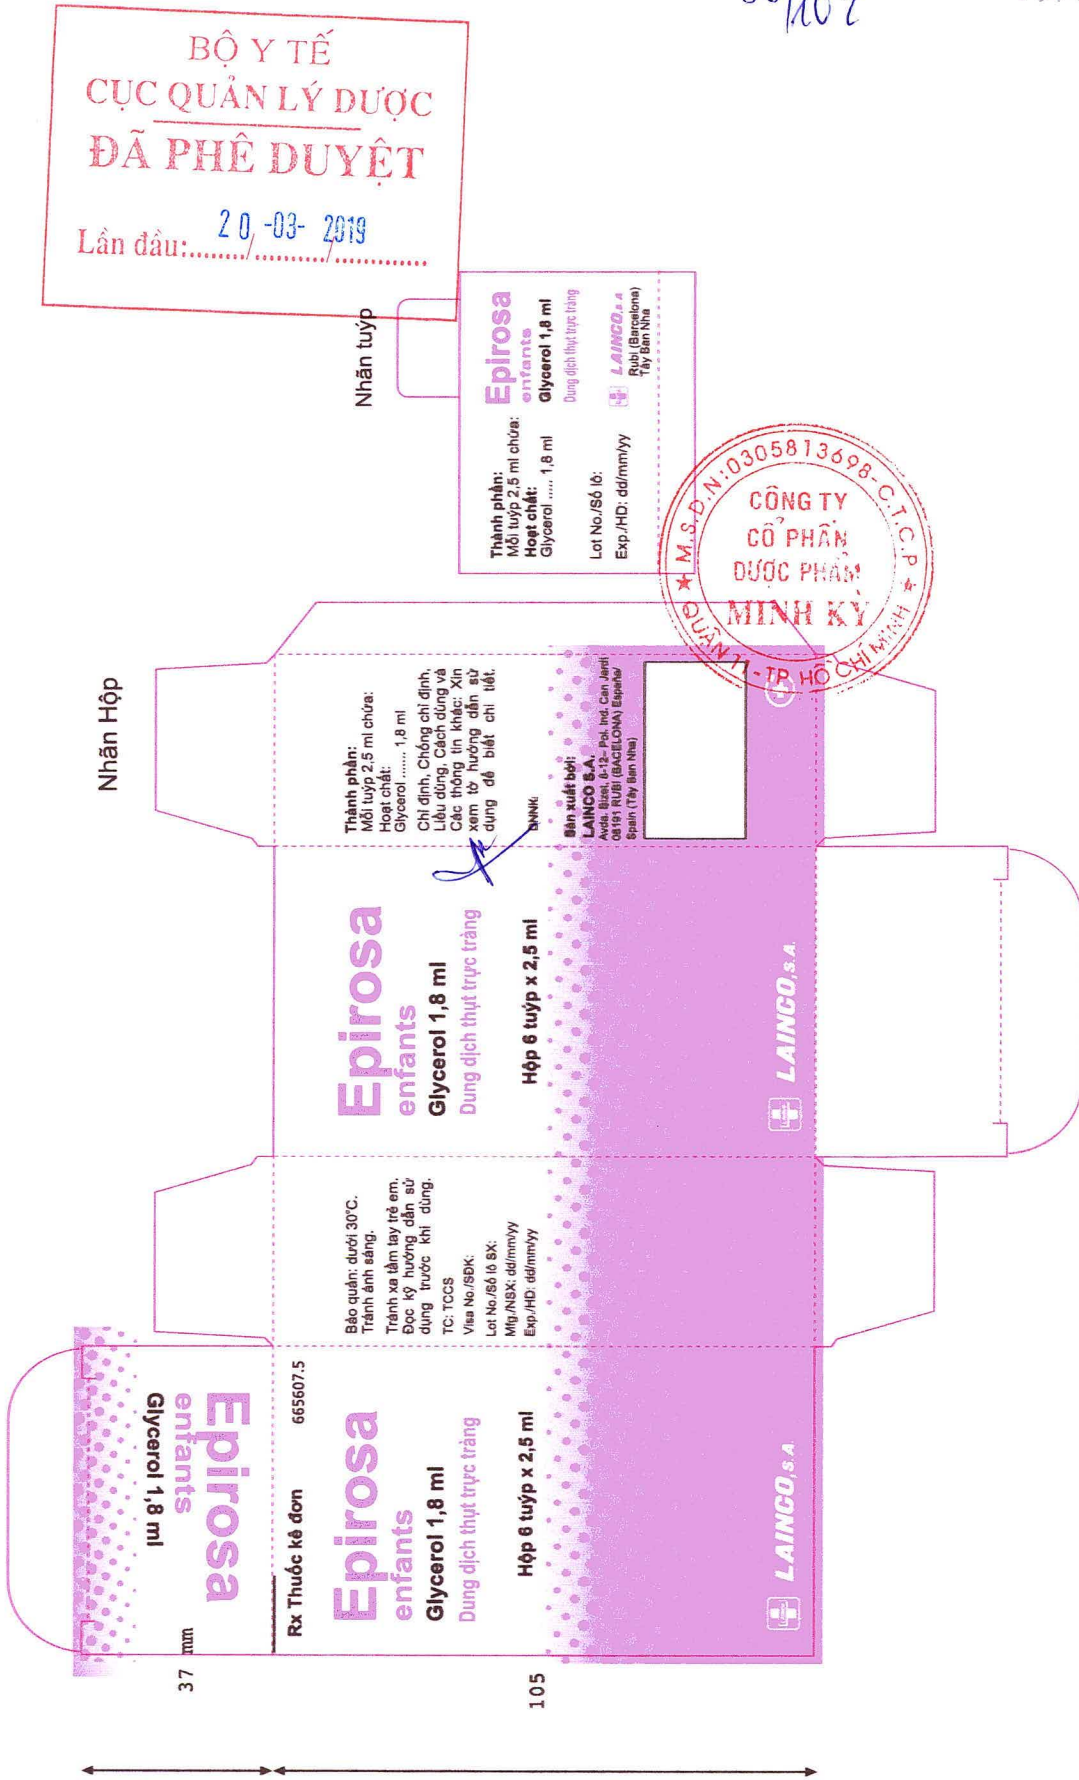 BỘ Y TẾ
CỤC QUẢN LÝ DƯỢC
ĐÃ PHÊ DUYỆT
Lần đầu: 20 -03- 2019
Nhãn tuýp
Thành phần:
Mỗi tuýp 2,5 ml chứa:
Hoạt chất:
Glycerol ..... 1,8 ml
Lot No./Số lô:
Exp./HD: dd/mm/yy
Epirosa
enfants
Glycerol 1,8 ml
Dung dịch thụt trực tràng
LAINCO,S.A
Rubí (Barcelona)
Tây Ban Nha
M.S.D.N:0305813698-C.T.C.P
CÔNG TY
CỔ PHẦN
DƯỢC PHẨM
MINH KỲ
QUẬN 11-TP. HỒ CHÍ MINH
Nhãn Hộp
Epirosa
enfants
Glycerol 1,8 ml
37 mm
105
Rx Thuốc kê đơn 665607.5
Epirosa
enfants
Glycerol 1,8 ml
Dung dịch thụt trực tràng
Hộp 6 tuýp x 2,5 ml
LAINCO,S.A
Bảo quản: dưới 30°C.
Tránh ánh sáng.
Tránh xa tầm tay trẻ em.
Đọc kỹ hướng dẫn sử
dụng trước khi dùng.
TC: TCCS
Visa No./SĐK:
Lot No./Số lô SX:
Mfg./NSX: dd/mm/yy
Exp./HD: dd/mm/yy
Epirosa
enfants
Glycerol 1,8 ml
Dung dịch thụt trực tràng
Hộp 6 tuýp x 2,5 ml
LAINCO,S.A.
Thành phần:
Mỗi tuýp 2,5 ml chứa:
Hoạt chất:
Glycerol ....... 1,8 ml
Chỉ định, Chống chỉ định,
Liều dùng, Cách dùng và
Các thông tin khác: Xin
xem tờ hướng dẫn sử
dụng để biết chi tiết.
DNNK:
Sản xuất bởi:
LAINCO S.A.
Avda. Bizet, 8-12- Pol. Ind. Can Jardí
08191 RUBÍ (BACELONA) España/
Spain (Tây Ban Nha)